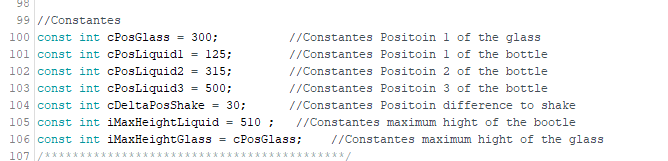 98
99 //Constantes
100 const int cPosGlass = 300; //Constantes Positoin 1 of the glass
101 const int cPosLiquid1 = 125; //Constantes Positoin 1 of the bottle
102 const int cPosLiquid2 = 315; //Constantes Positoin 2 of the bottle
103 const int cPosLiquid3 = 500; //Constantes Positoin 3 of the bottle
104 const int cDeltaPosShake = 30; //Constantes Positoin difference to shake
105 const int iMaxHeightLiquid = 510 ; //Constantes maximum hight of the bootle
106 const int iMaxHeightGlass = cPosGlass; //Constantes maximum hight of the glass
107 /*******************************************/